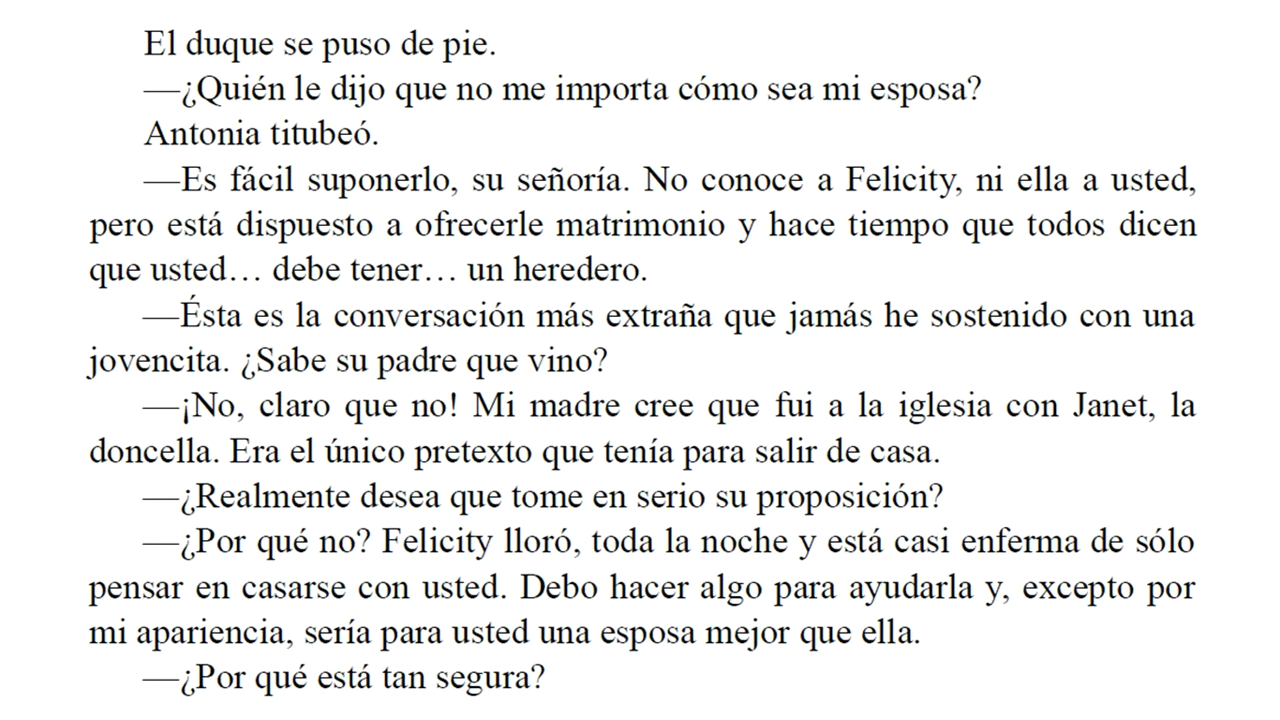 El duque se puso de pie.
—¿Quién le dijo que no me importa cómo sea mi esposa?
Antonia titubeó.
—Es fácil suponerlo, su señoría. No conoce a Felicity, ni ella a usted,
pero está dispuesto a ofrecerle matrimonio y hace tiempo que todos dicen
que usted… debe tener… un heredero.
—Ésta es la conversación más extraña que jamás he sostenido con una
jovencita. ¿Sabe su padre que vino?
—¡No, claro que no! Mi madre cree que fui a la iglesia con Janet, la
doncella. Era el único pretexto que tenía para salir de casa.
—¿Realmente desea que tome en serio su proposición?
—¿Por qué no? Felicity lloró, toda la noche y está casi enferma de sólo
pensar en casarse con usted. Debo hacer algo para ayudarla y, excepto por
mi apariencia, sería para usted una esposa mejor que ella.
—¿Por qué está tan segura?